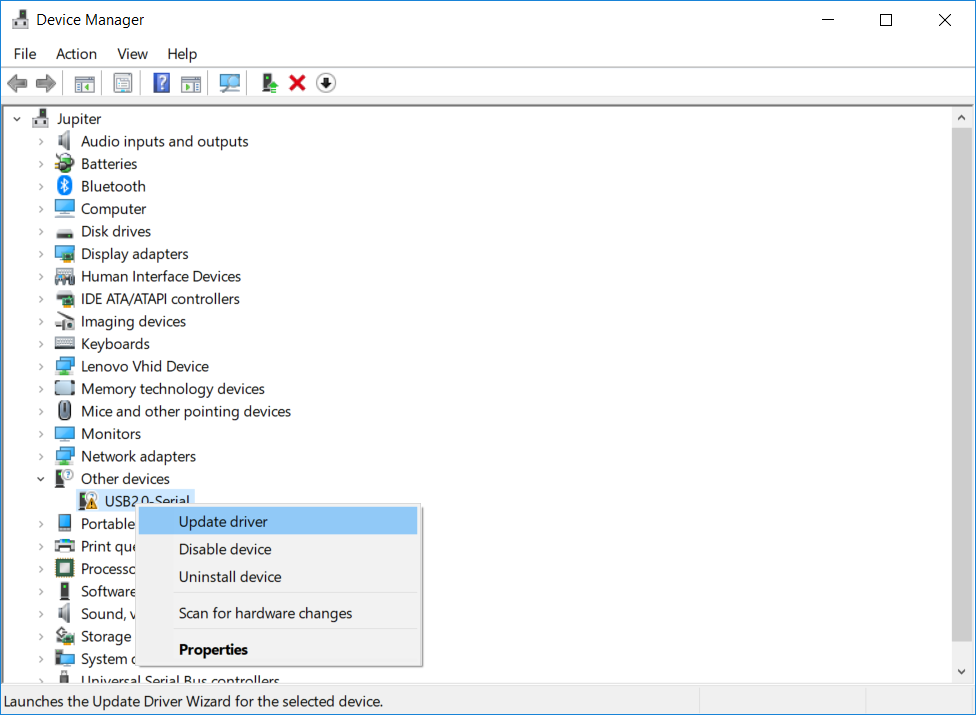 Device Manager
File Action View Help
Jupiter
Audio inputs and outputs
Batteries
Bluetooth
Computer
Disk drives
Display adapters
Human Interface Devices
IDE ATA/ATAPI controllers
Imaging devices
Keyboards
Lenovo Vhid Device
Memory technology devices
Mice and other pointing devices
Monitors
Network adapters
Other devices
USB2.0-Serial
Portable
Print que
Processo
Software
Sound, v
Storage
System c
Universal Serial Bus controllers
Update driver
Disable device
Uninstall device
Scan for hardware changes
Properties
Launches the Update Driver Wizard for the selected device.